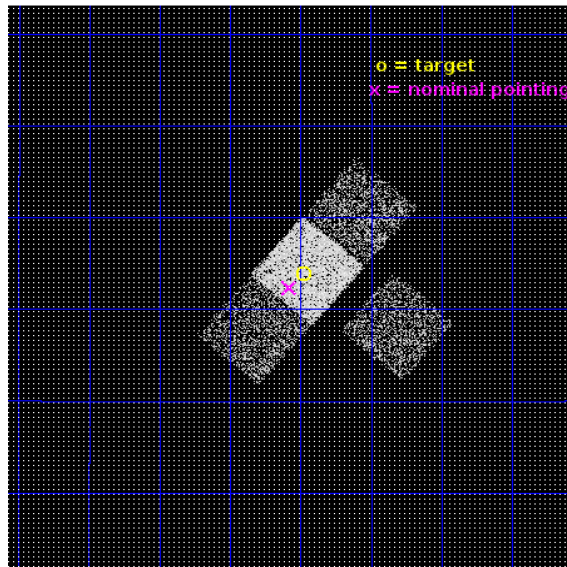 o = target
x = nominal pointing